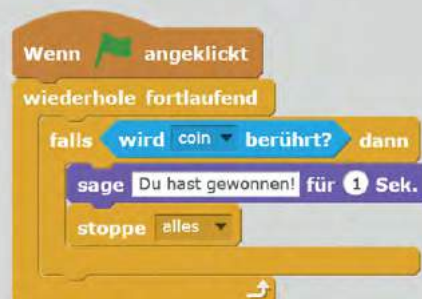 Wenn angeklickt
wiederhole fortlaufend
falls wird coin berührt? dann
sage Du hast gewonnen! für 1 Sek.
stoppe alles